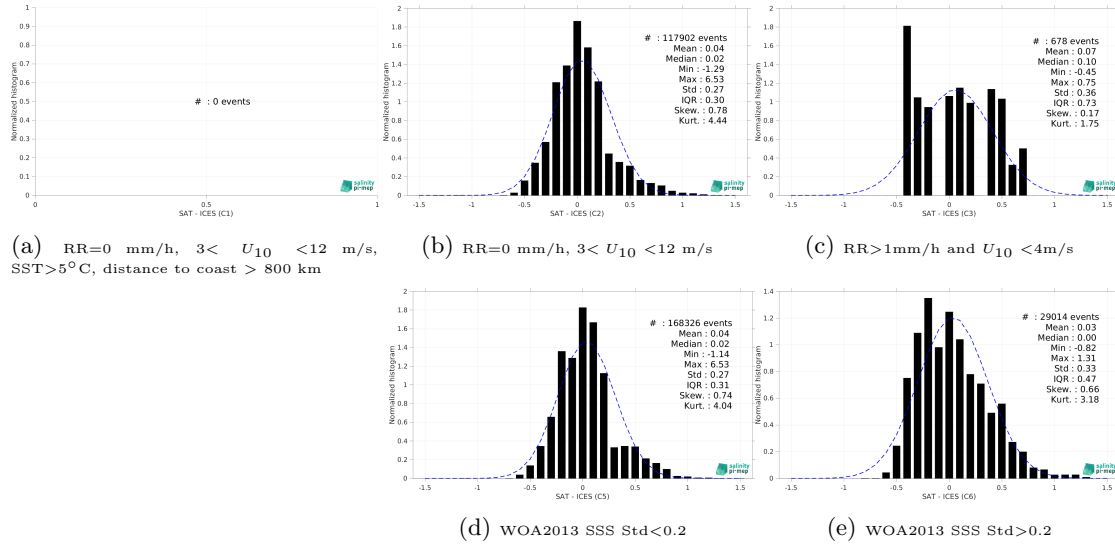 1
0.9
0.8
0.7
0.6
0.5
0.4
0.3
0.2
0.1
0
Normalized histogram
# : 0 events
salinity
pi-mep
0 0.5 1
SAT - ICES (C1)
(a) RR=0 mm/h, 3< U10 <12 m/s,
SST>5°C, distance to coast > 800 km
2
1.8
1.6
1.4
1.2
1
0.8
0.6
0.4
0.2
0
Normalized histogram
# : 117902 events
Mean : 0.04
Median : 0.02
Min : -1.29
Max : 6.53
Std : 0.27
IQR : 0.30
Skew. : 0.78
Kurt. : 4.44
salinity
pi-mep
-1.5 -1 -0.5 0 0.5 1 1.5
SAT - ICES (C2)
(b) RR=0 mm/h, 3< U10 <12 m/s
2
1.8
1.6
1.4
1.2
1
0.8
0.6
0.4
0.2
0
Normalized histogram
# : 678 events
Mean : 0.07
Median : 0.10
Min : -0.45
Max : 0.75
Std : 0.36
IQR : 0.73
Skew. : 0.17
Kurt. : 1.75
salinity
pi-mep
-1.5 -1 -0.5 0 0.5 1 1.5
SAT - ICES (C3)
(c) RR>1mm/h and U10 <4m/s
2
1.8
1.6
1.4
1.2
1
0.8
0.6
0.4
0.2
0
Normalized histogram
# : 168326 events
Mean : 0.04
Median : 0.02
Min : -1.14
Max : 6.53
Std : 0.27
IQR : 0.31
Skew. : 0.74
Kurt. : 4.04
salinity
pi-mep
-1.5 -1 -0.5 0 0.5 1 1.5
SAT - ICES (C5)
(d) WOA2013 SSS Std<0.2
1.4
1.2
1
0.8
0.6
0.4
0.2
0
Normalized histogram
# : 29014 events
Mean : 0.03
Median : 0.00
Min : -0.82
Max : 1.31
Std : 0.33
IQR : 0.47
Skew. : 0.66
Kurt. : 3.18
salinity
pi-mep
-1.5 -1 -0.5 0 0.5 1 1.5
SAT - ICES (C6)
(e) WOA2013 SSS Std>0.2